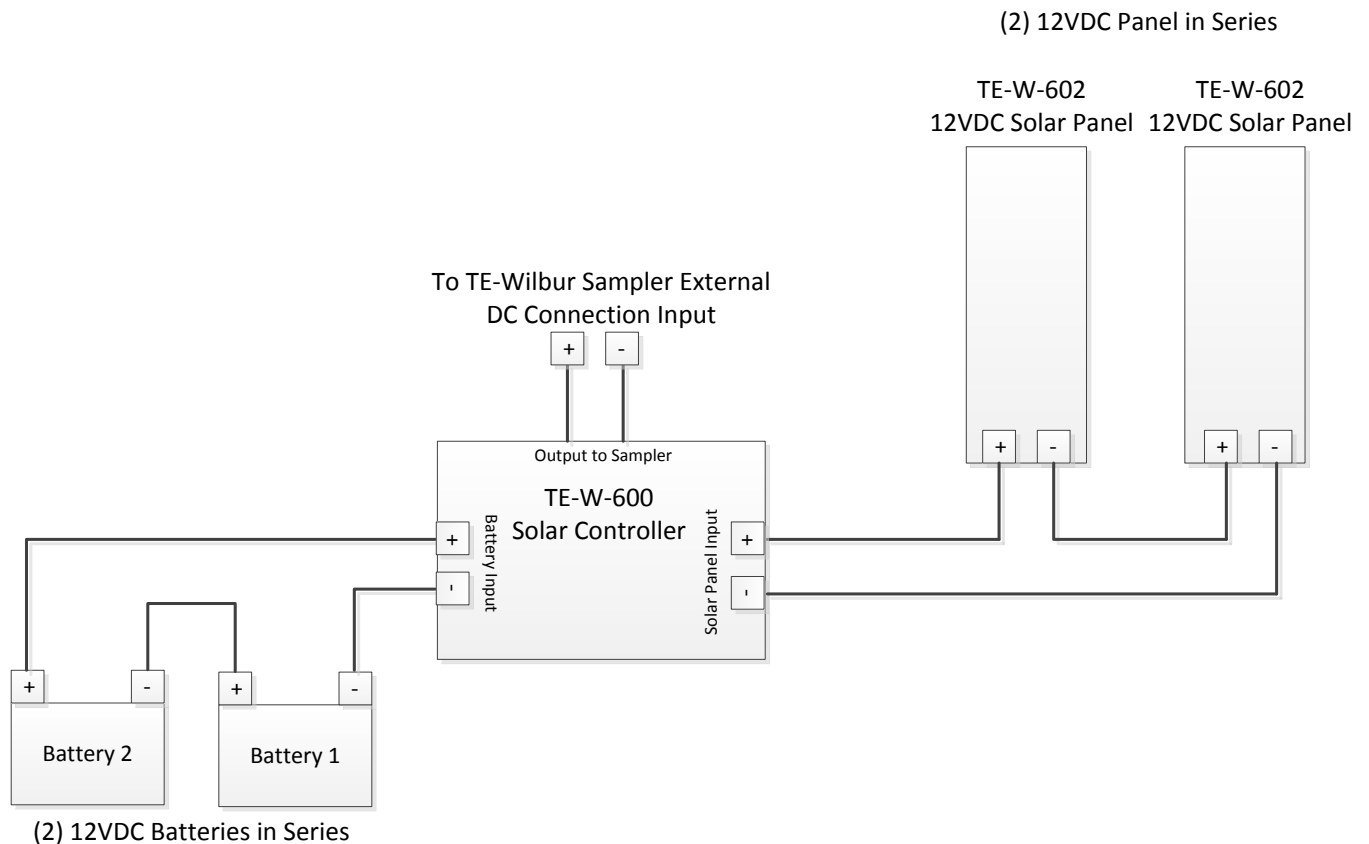 (2) 12VDC Panel in Series
TE-W-602
12VDC Solar Panel
TE-W-602
12VDC Solar Panel
+
-
+
-
To TE-Wilbur Sampler External
DC Connection Input
+
-
Output to Sampler
TE-W-600
Solar Controller
Battery Input
+
-
Solar Panel Input
+
-
+
-
Battery 2
+
-
Battery 1
(2) 12VDC Batteries in Series